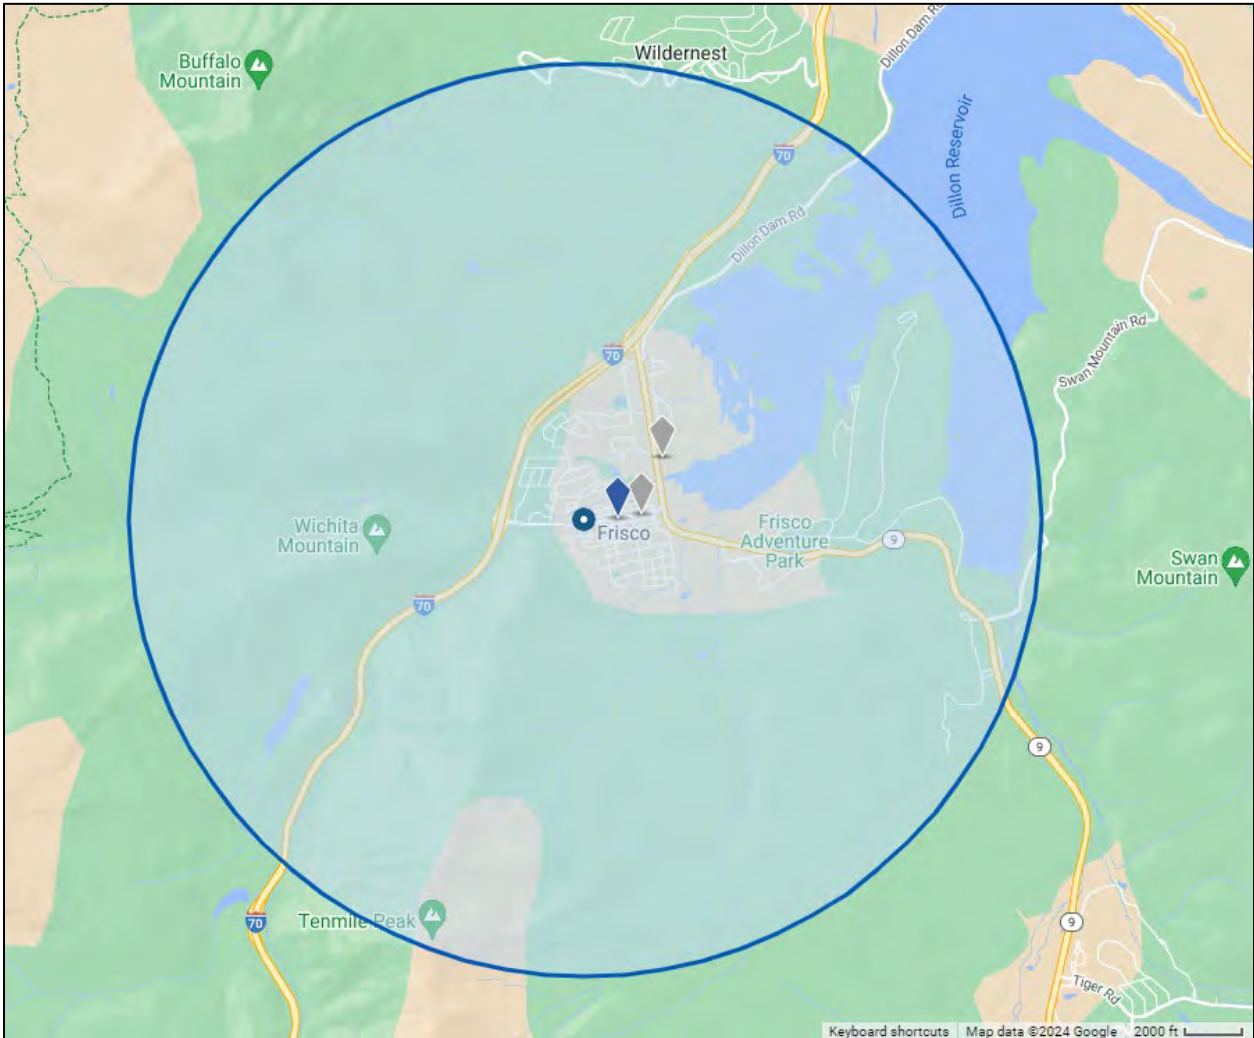 Dillon Dam Rd
Wildernest
Buffalo
Mountain
70
Dillon Reservoir
Dillon Dam Rd
Swan Mountain Rd
70
Wichita
Mountain
Frisco
Frisco
Adventure
Park
9
Swan
Mountain
70
9
Tenmile Peak
70
9
Tiger Rd
Keyboard shortcuts
Map data ©2024 Google
2000 ft